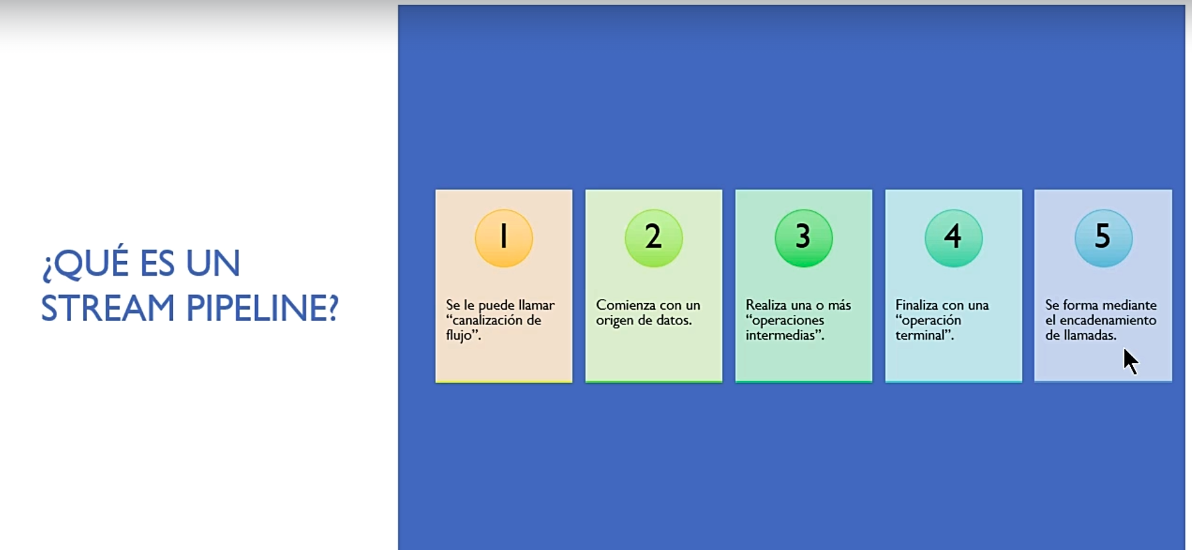 ¿QUÉ ES UN
STREAM PIPELINE?
1
Se le puede llamar
“canalización de
flujo”.
2
Comienza con un
origen de datos.
3
Realiza una o más
“operaciones
intermedias”.
4
Finaliza con una
“operación
terminal”.
5
Se forma mediante
el encadenamiento
de llamadas.